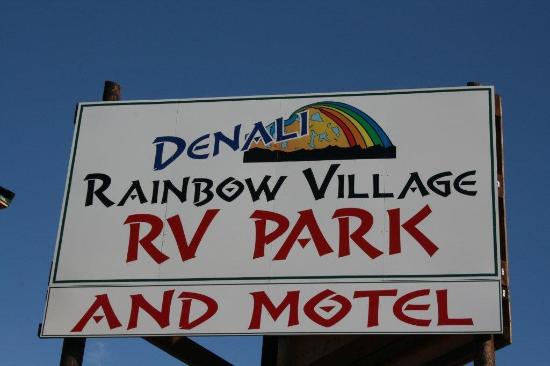 DENALI
RAINBOW VILLAGE
RV PARK
AND MOTEL